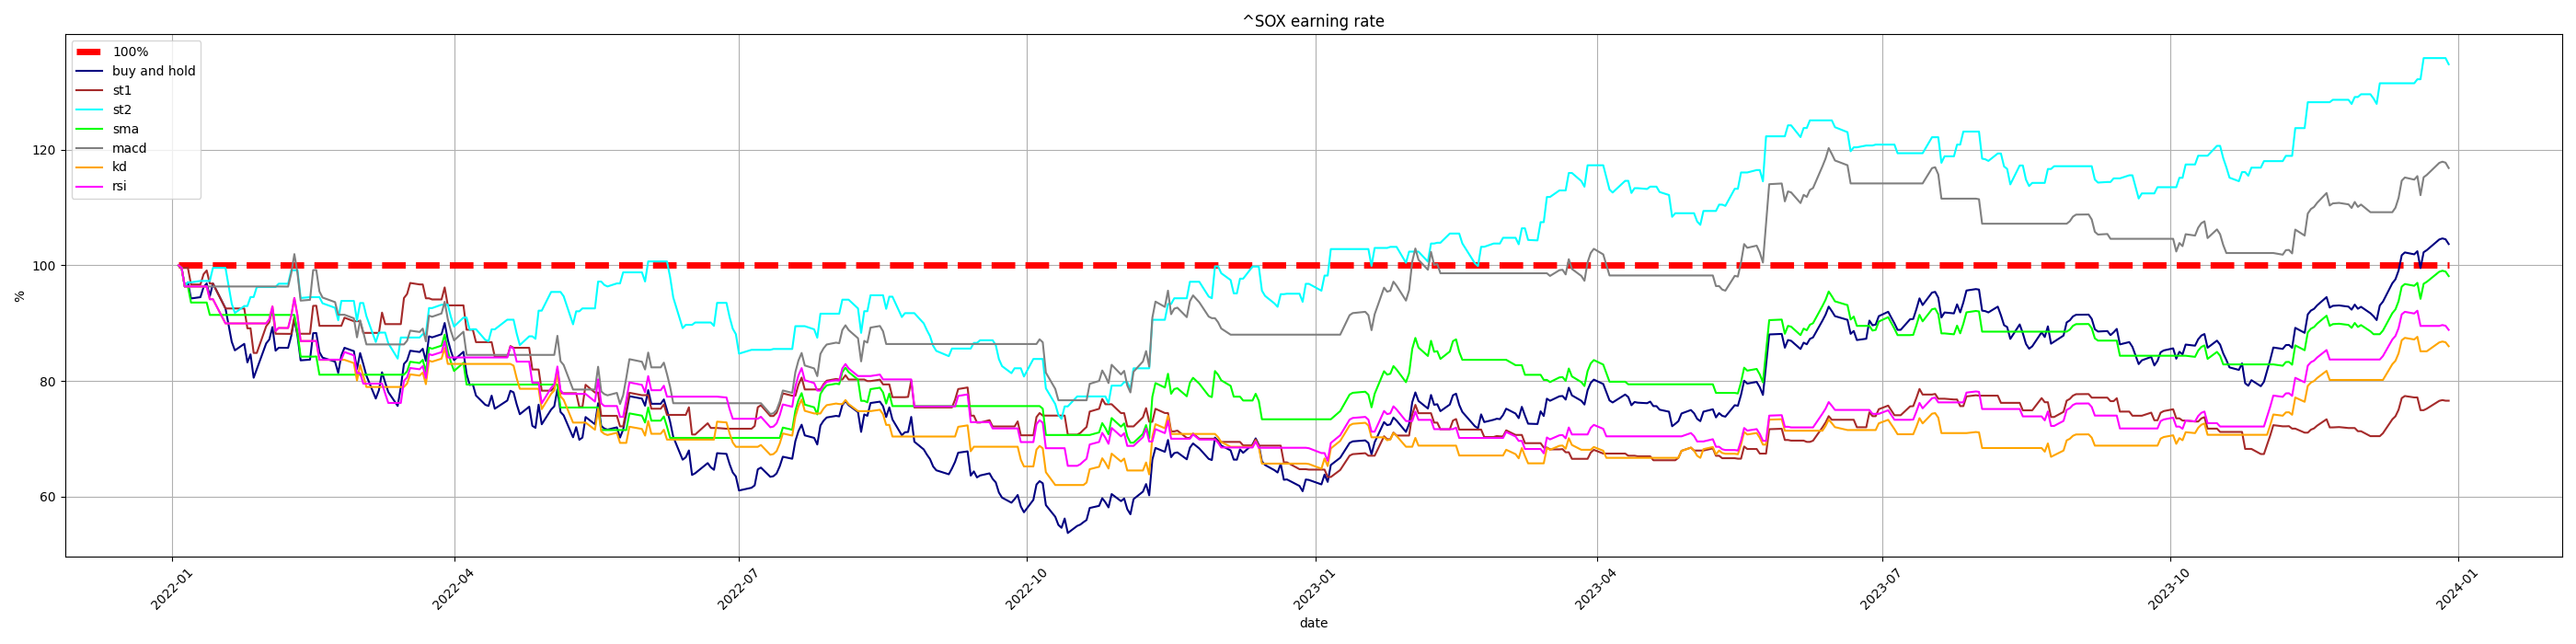 ^SOX earning rate
100%
buy and hold
st1
st2
sma
macd
kd
rsi
%
120
100
80
60
2022-01
2022-04
2022-07
2022-10
2023-01
2023-04
2023-07
2023-10
2024-01
date